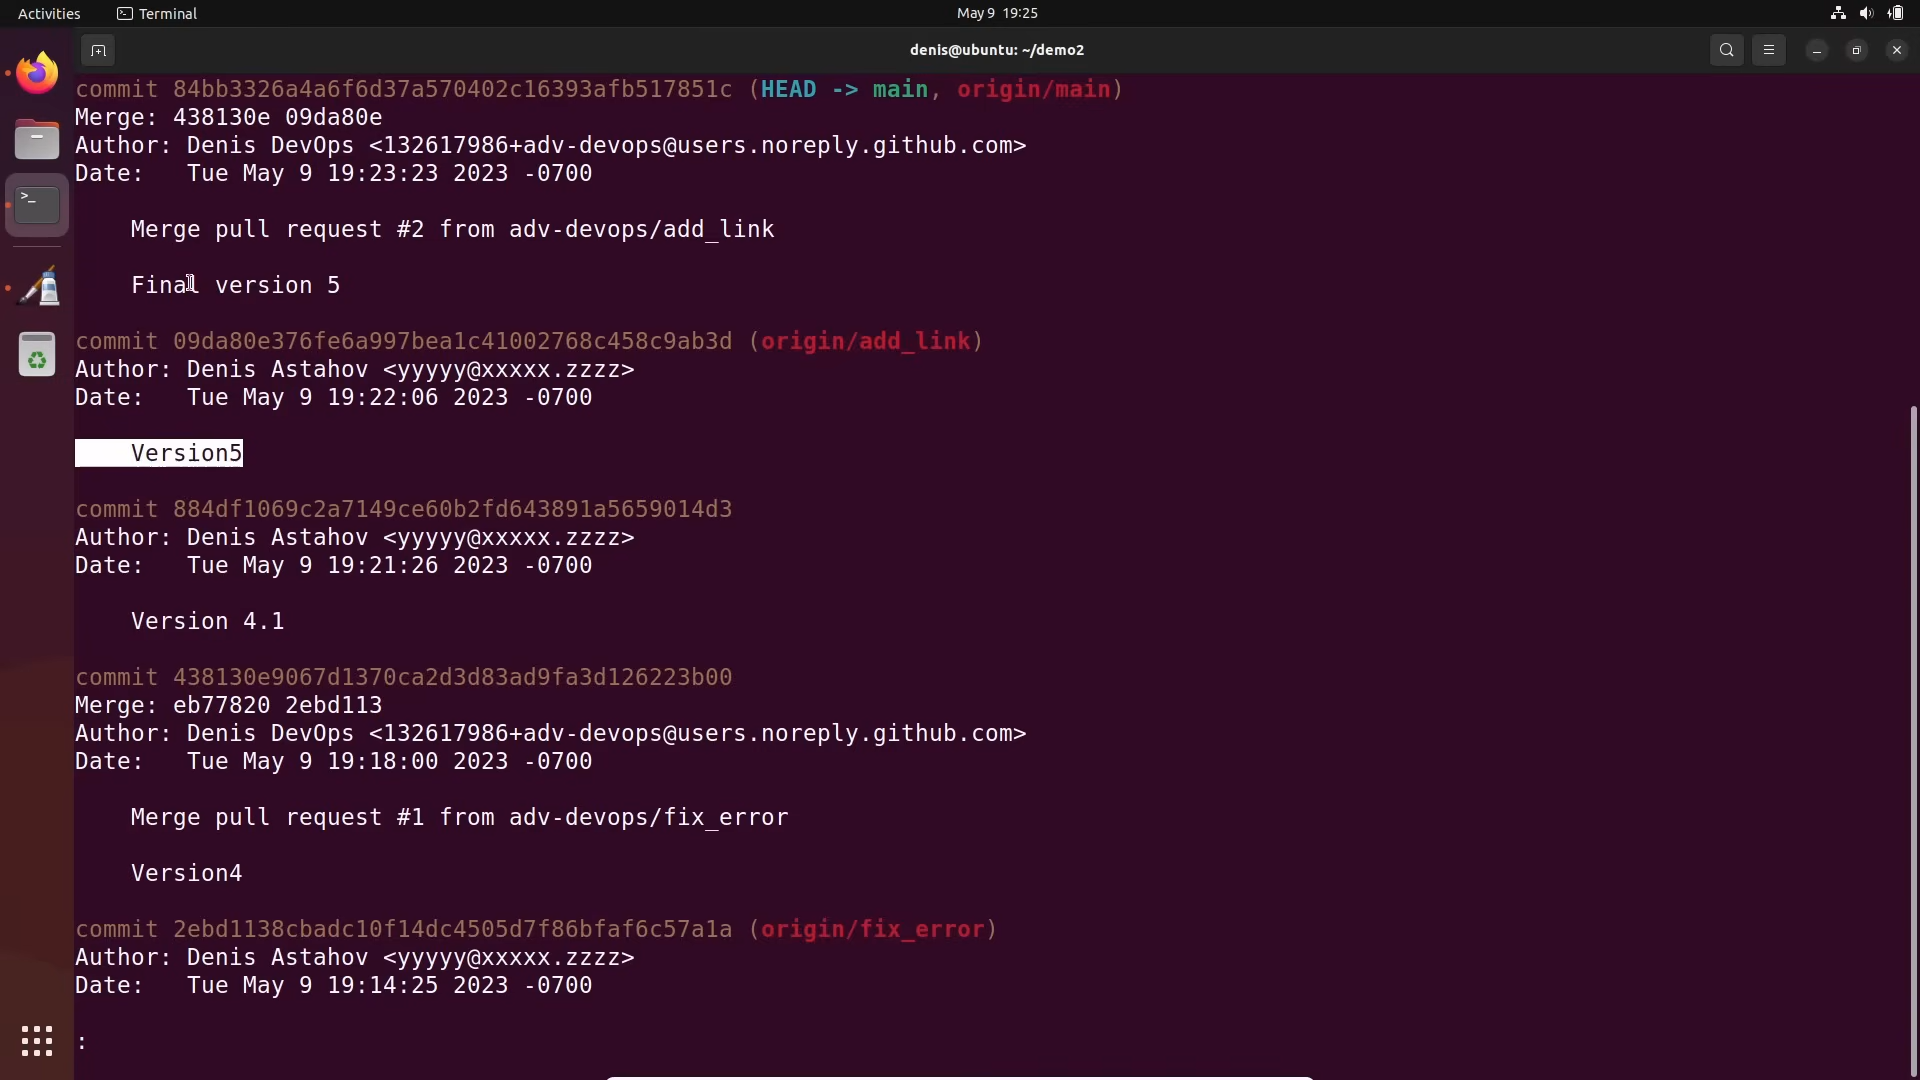 Activities Terminal May 9 19:25
denis@ubuntu: ~/demo2
commit 84bb3326a4a6f6d37a570402c16393afb517851c (HEAD -> main, origin/main)
Merge: 438130e 09da80e
Author: Denis DevOps <132617986+adv-devops@users.noreply.github.com>
Date:   Tue May 9 19:23:23 2023 -0700
Merge pull request #2 from adv-devops/add_link
Final version 5
commit 09da80e376fe6a997bea1c41002768c458c9ab3d (origin/add_link)
Author: Denis Astahov <yyyyy@xxxxx.zzzz>
Date:   Tue May 9 19:22:06 2023 -0700
Version5
commit 884df1069c2a7149ce60b2fd643891a5659014d3
Author: Denis Astahov <yyyyy@xxxxx.zzzz>
Date:   Tue May 9 19:21:26 2023 -0700
Version 4.1
commit 438130e9067d1370ca2d3d83ad9fa3d126223b00
Merge: eb77820 2ebd113
Author: Denis DevOps <132617986+adv-devops@users.noreply.github.com>
Date:   Tue May 9 19:18:00 2023 -0700
Merge pull request #1 from adv-devops/fix_error
Version4
commit 2ebd1138cbadc10f14dc4505d7f86bfaf6c57a1a (origin/fix_error)
Author: Denis Astahov <yyyyy@xxxxx.zzzz>
Date:   Tue May 9 19:14:25 2023 -0700
: